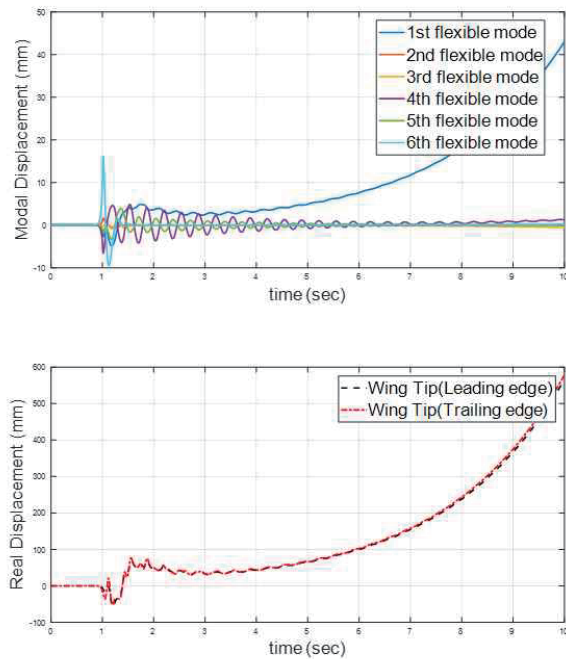 50
40
30
20
10
0
-10
Modal Displacement (mm)
1st flexible mode
2nd flexible mode
3rd flexible mode
4th flexible mode
5th flexible mode
6th flexible mode
0 1 2 3 4 5 6 7 8 9 10
time (sec)
600
500
400
300
200
100
0
-100
Real Displacement (mm)
Wing Tip(Leading edge)
Wing Tip(Trailing edge)
0 1 2 3 4 5 6 7 8 9 10
time (sec)